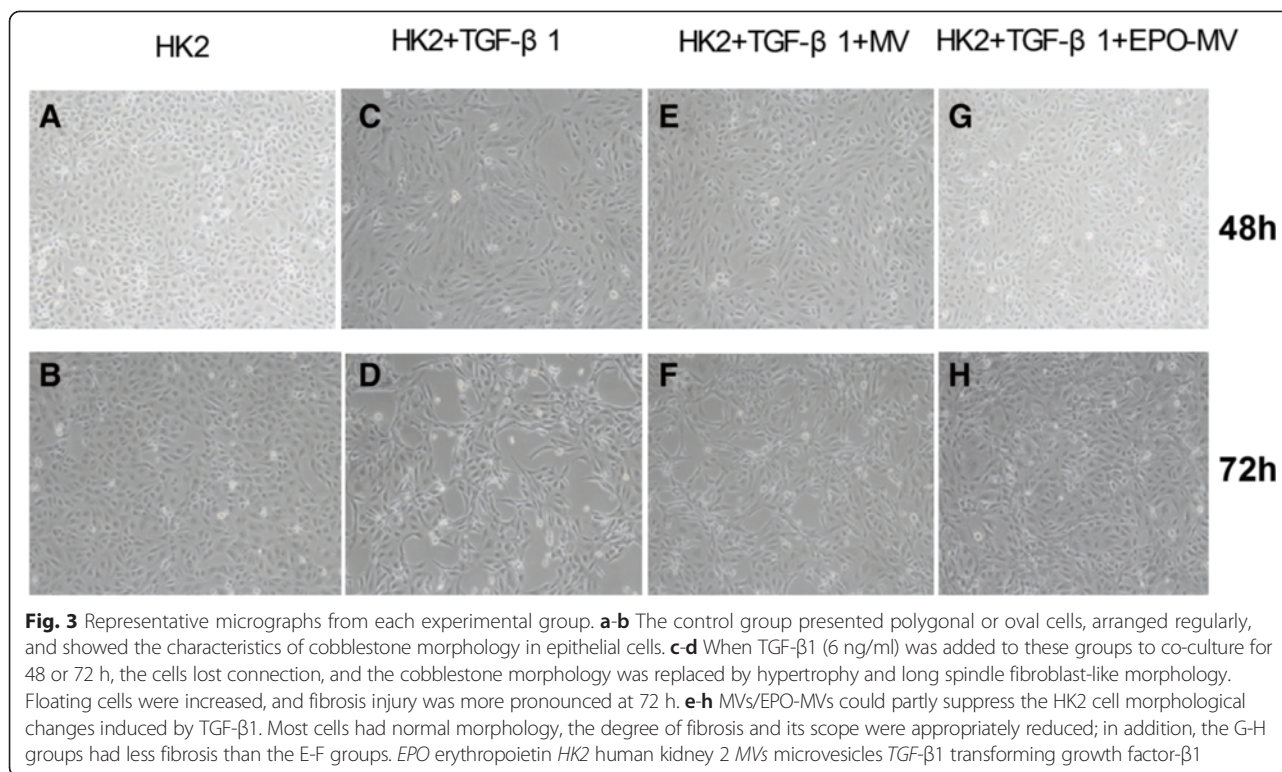 HK2 HK2+TGF-β 1 HK2+TGF-β 1+MV HK2+TGF-β 1+EPO-MV
A C E G
48h
B D F H
72h
Fig. 3 Representative micrographs from each experimental group. a-b The control group presented polygonal or oval cells, arranged regularly,
and showed the characteristics of cobblestone morphology in epithelial cells. c-d When TGF-β1 (6 ng/ml) was added to these groups to co-culture for
48 or 72 h, the cells lost connection, and the cobblestone morphology was replaced by hypertrophy and long spindle fibroblast-like morphology.
Floating cells were increased, and fibrosis injury was more pronounced at 72 h. e-h MVs/EPO-MVs could partly suppress the HK2 cell morphological
changes induced by TGF-β1. Most cells had normal morphology, the degree of fibrosis and its scope were appropriately reduced; in addition, the G-H
groups had less fibrosis than the E-F groups. EPO erythropoietin HK2 human kidney 2 MVs microvesicles TGF-β1 transforming growth factor-β1